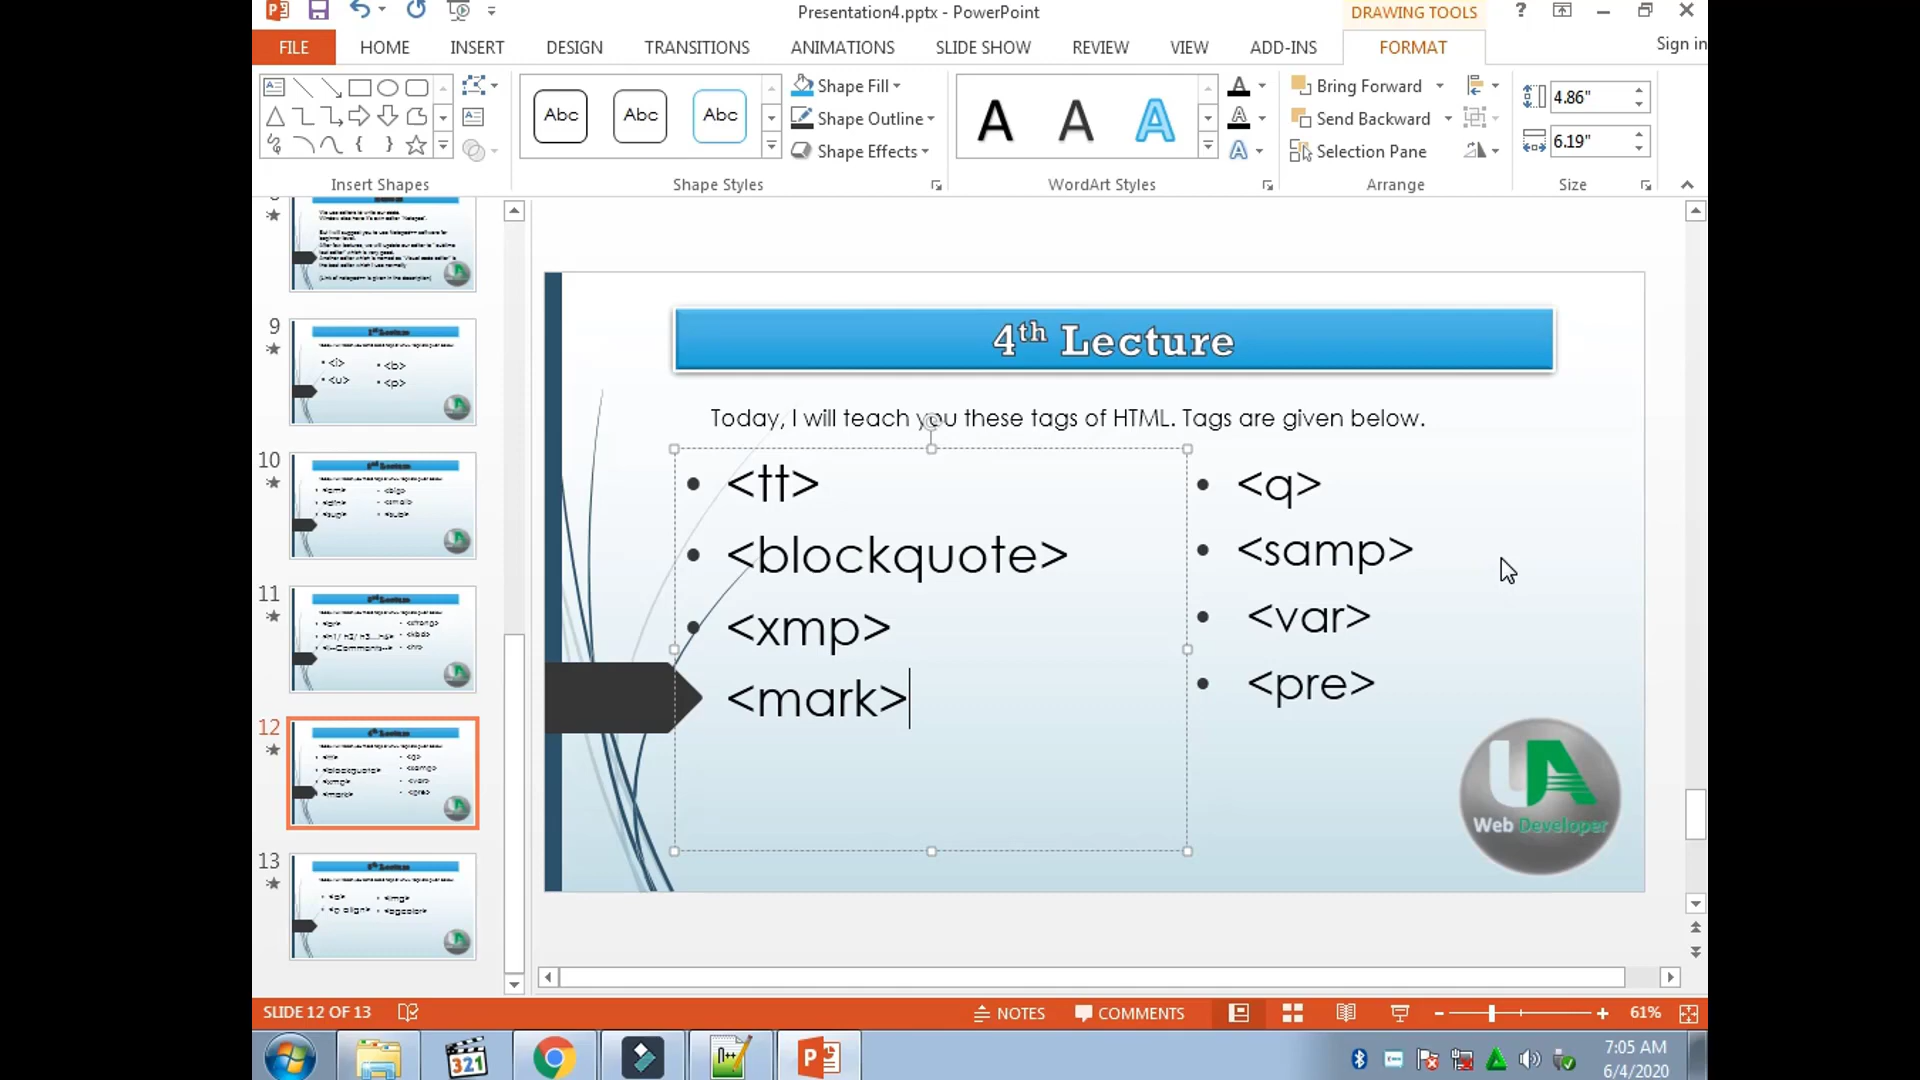 Presentation4.pptx - PowerPoint
DRAWING TOOLS
?
FILE
HOME
INSERT
DESIGN
TRANSITIONS
ANIMATIONS
SLIDE SHOW
REVIEW
VIEW
ADD-INS
FORMAT
Sign in
Abc
Abc
Abc
Shape Fill
Shape Outline
Shape Effects
A
A
A
Bring Forward
Send Backward
Selection Pane
4.86"
6.19"
Insert Shapes
Shape Styles
WordArt Styles
Arrange
Size
9
10
11
12
13
4th Lecture
Today, I will teach you these tags of HTML. Tags are given below.
• <tt>
• <blockquote>
• <xmp>
<mark>
• <q>
• <samp>
• <var>
• <pre>
UA
Web Developer
SLIDE 12 OF 13
NOTES
COMMENTS
61%
321
7:05 AM
6/4/2020